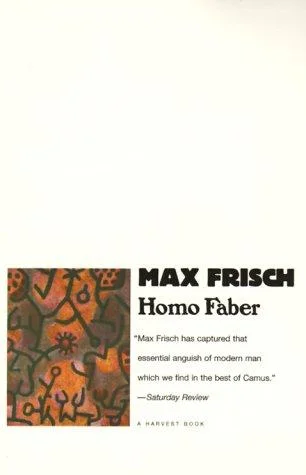 MAX FRISCH
Homo Faber
"Max Frisch has captured that
essential anguish of modern man
which we find in the best of Camus."
—Saturday Review
A HARVEST BOOK